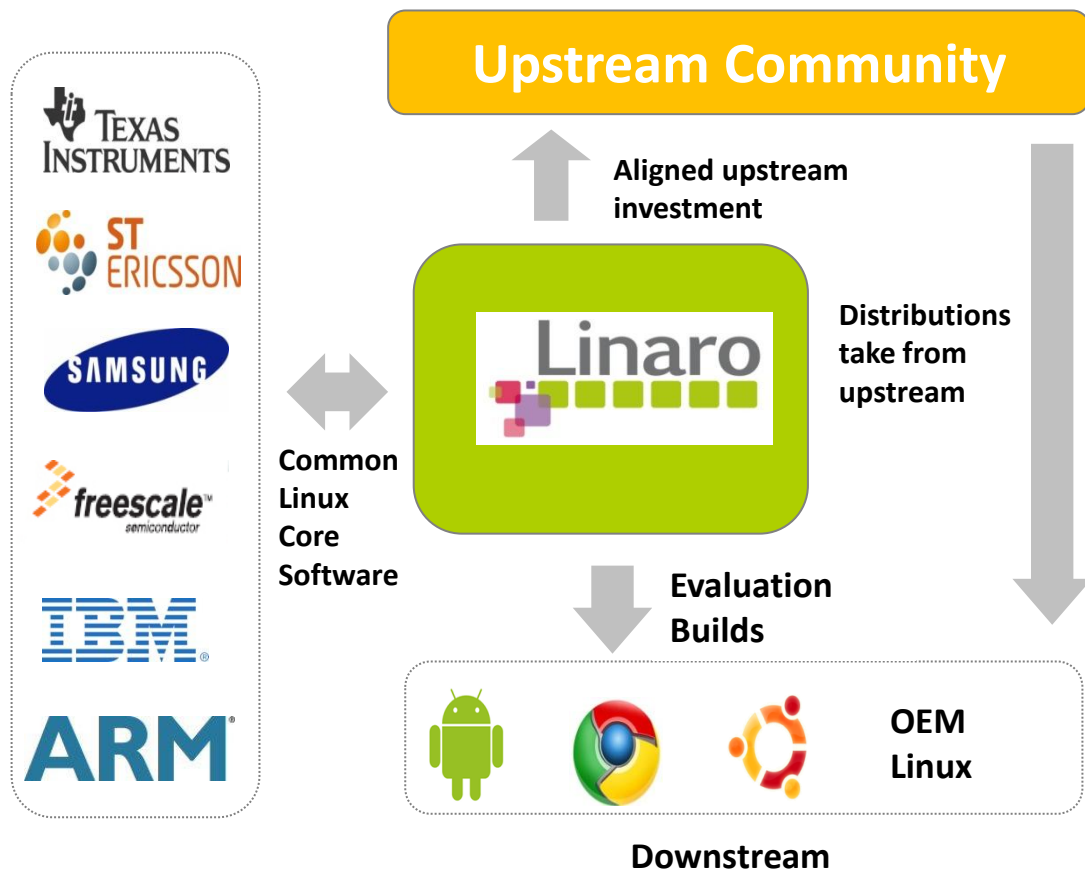 Upstream Community
TEXAS
INSTRUMENTS
ST
ERICSSON
SAMSUNG
freescale™
semiconductor
IBM®
ARM®
Aligned upstream
investment
Linaro
Distributions
take from
upstream
Common
Linux
Core
Software
Evaluation
Builds
OEM
Linux
Downstream